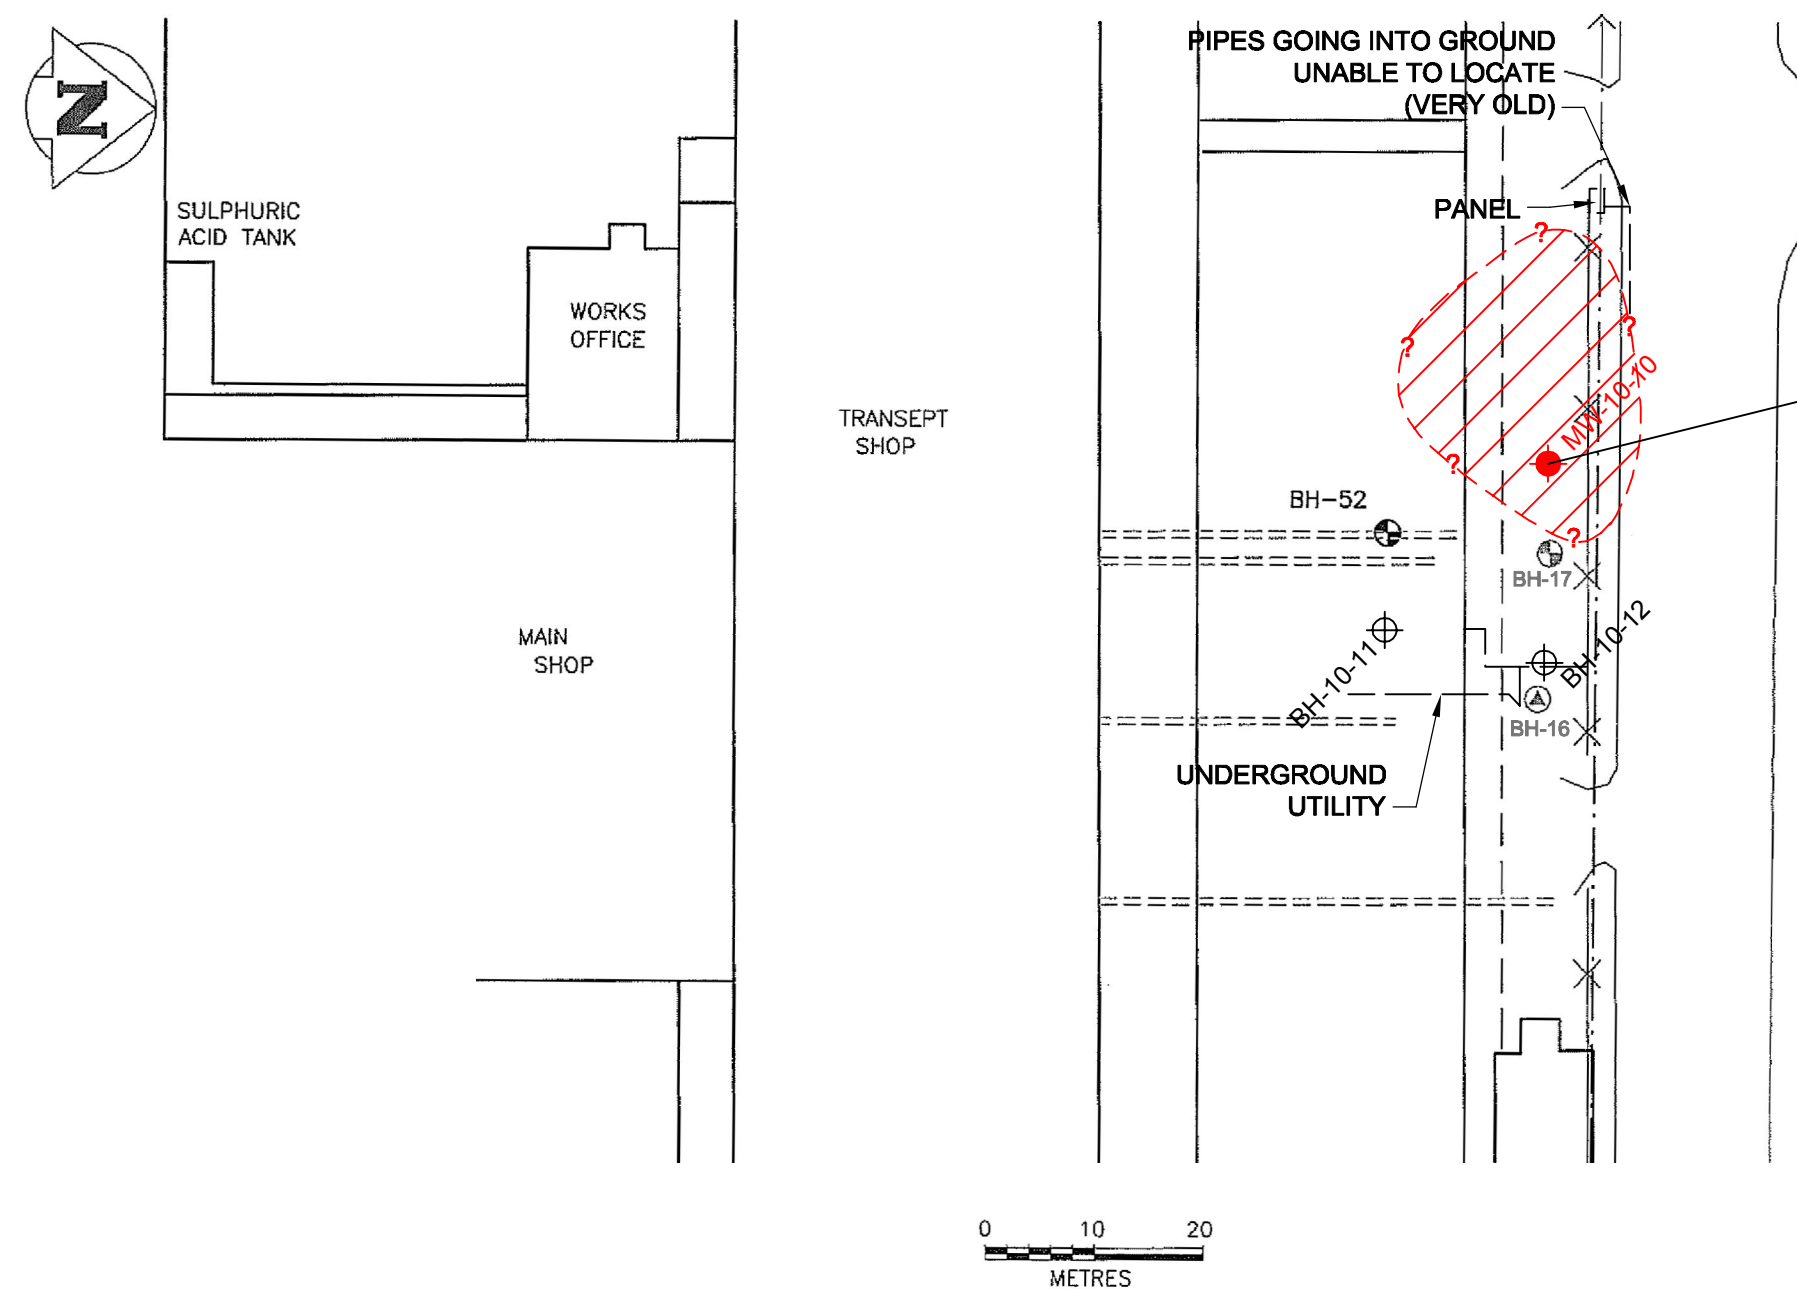 PIPES GOING INTO GROUND
UNABLE TO LOCATE
(VERY OLD)
N
SULPHURIC
ACID TANK
PANEL
?
WORKS
OFFICE
?
?
MW-10-10
TRANSEPT
SHOP
?
BH-52
?
BH-17
MAIN
SHOP
BH-10-11
BH-10-12
BH-16
UNDERGROUND
UTILITY
0 10 20
METRES